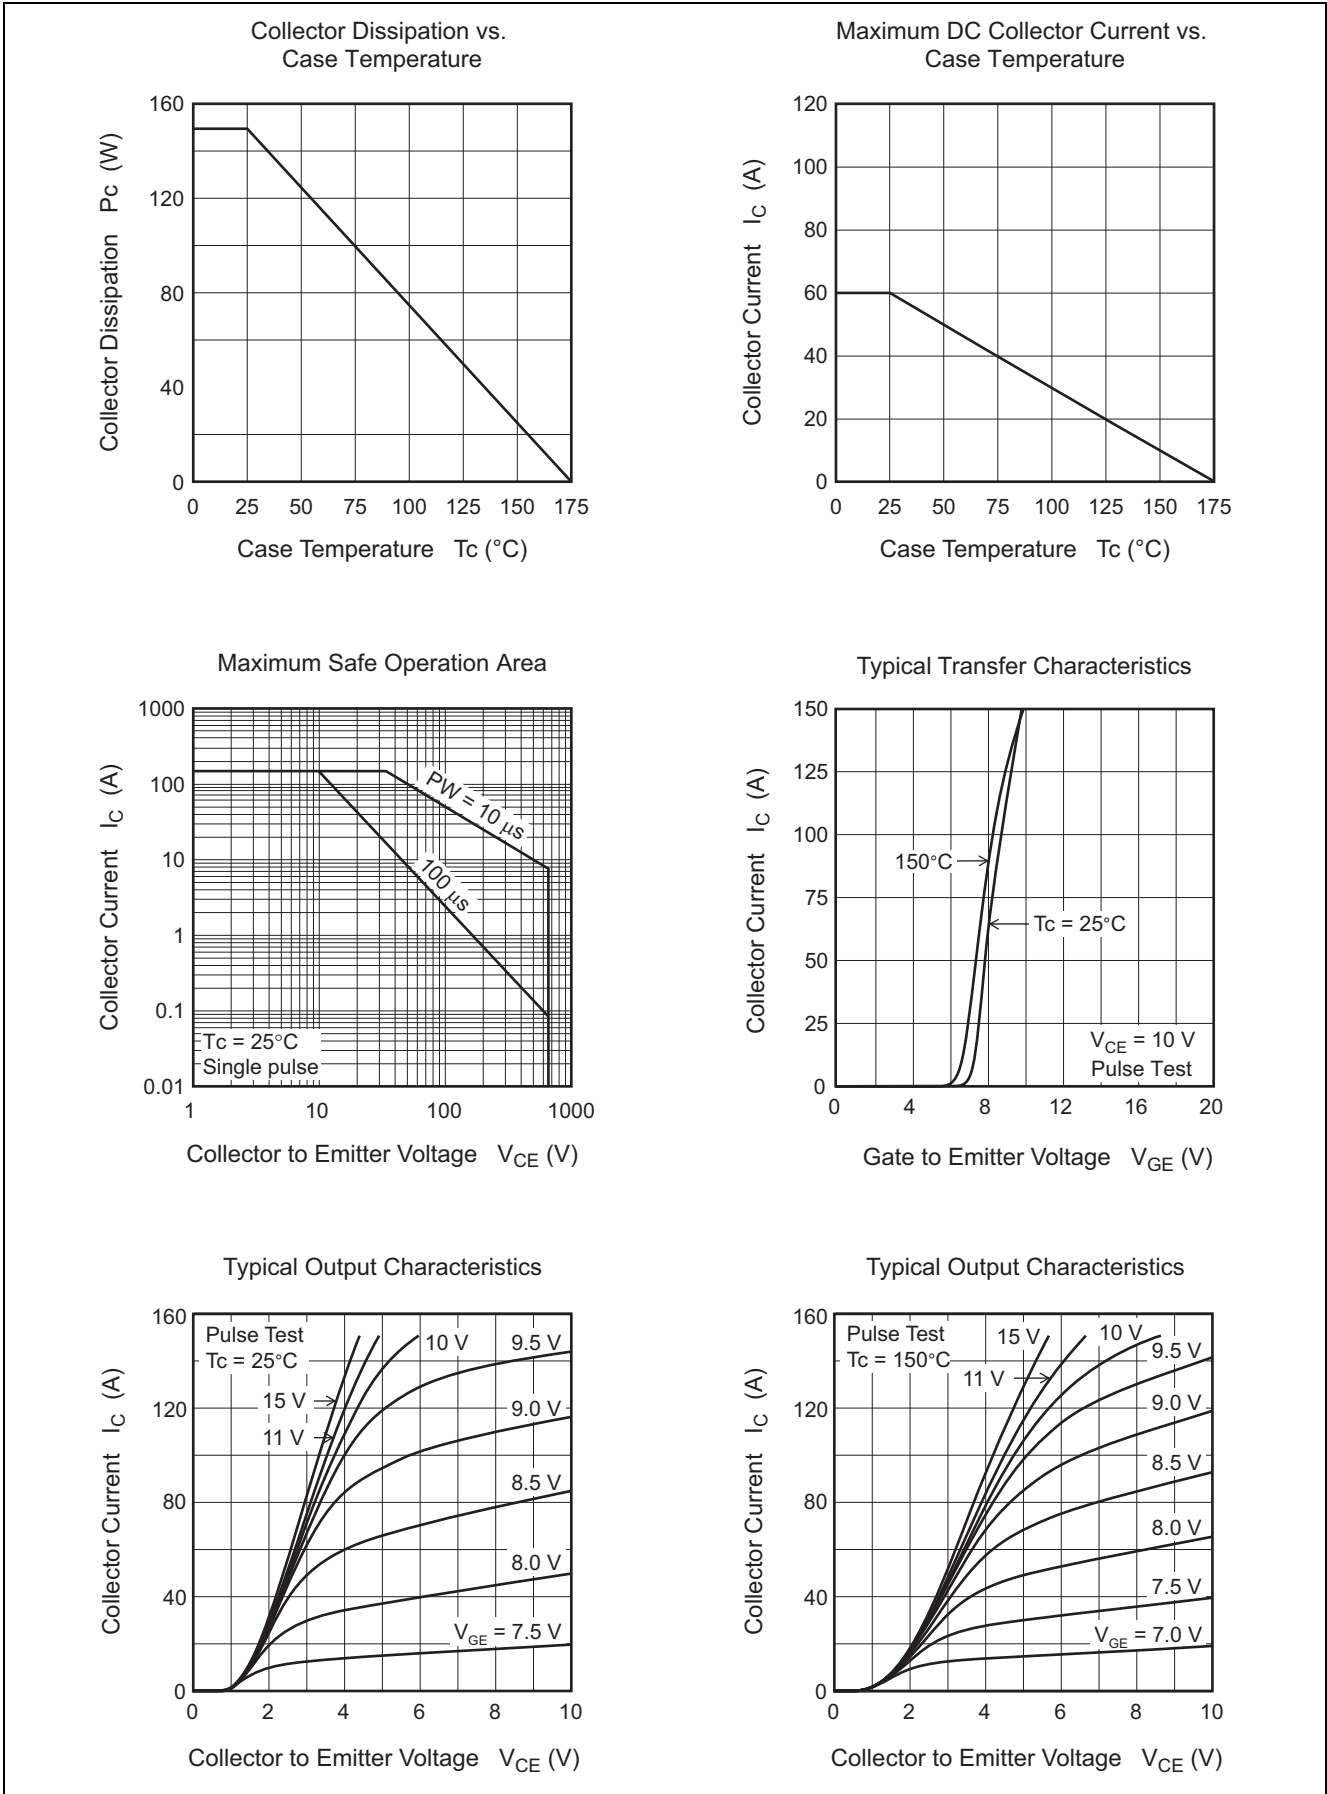 Collector Dissipation vs.
Case Temperature
160
120
80
40
0
Collector Dissipation Pc (W)
0 25 50 75 100 125 150 175
Case Temperature Tc (°C)
Maximum DC Collector Current vs.
Case Temperature
120
100
80
60
40
20
0
Collector Current IC (A)
0 25 50 75 100 125 150 175
Case Temperature Tc (°C)
Maximum Safe Operation Area
1000
100
10
1
0.1
0.01
Collector Current IC (A)
PW = 10 μs
100 μs
Tc = 25°C
Single pulse
1 10 100 1000
Collector to Emitter Voltage VCE (V)
Typical Transfer Characteristics
150
125
100
75
50
25
0
Collector Current IC (A)
150°C
Tc = 25°C
VCE = 10 V
Pulse Test
0 4 8 12 16 20
Gate to Emitter Voltage VGE (V)
Typical Output Characteristics
160
120
80
40
0
Collector Current IC (A)
Pulse Test
Tc = 25°C
15 V
11 V
10 V
9.5 V
9.0 V
8.5 V
8.0 V
VGE = 7.5 V
0 2 4 6 8 10
Collector to Emitter Voltage VCE (V)
Typical Output Characteristics
160
120
80
40
0
Collector Current IC (A)
Pulse Test
Tc = 150°C
15 V
11 V
10 V
9.5 V
9.0 V
8.5 V
8.0 V
7.5 V
VGE = 7.0 V
0 2 4 6 8 10
Collector to Emitter Voltage VCE (V)